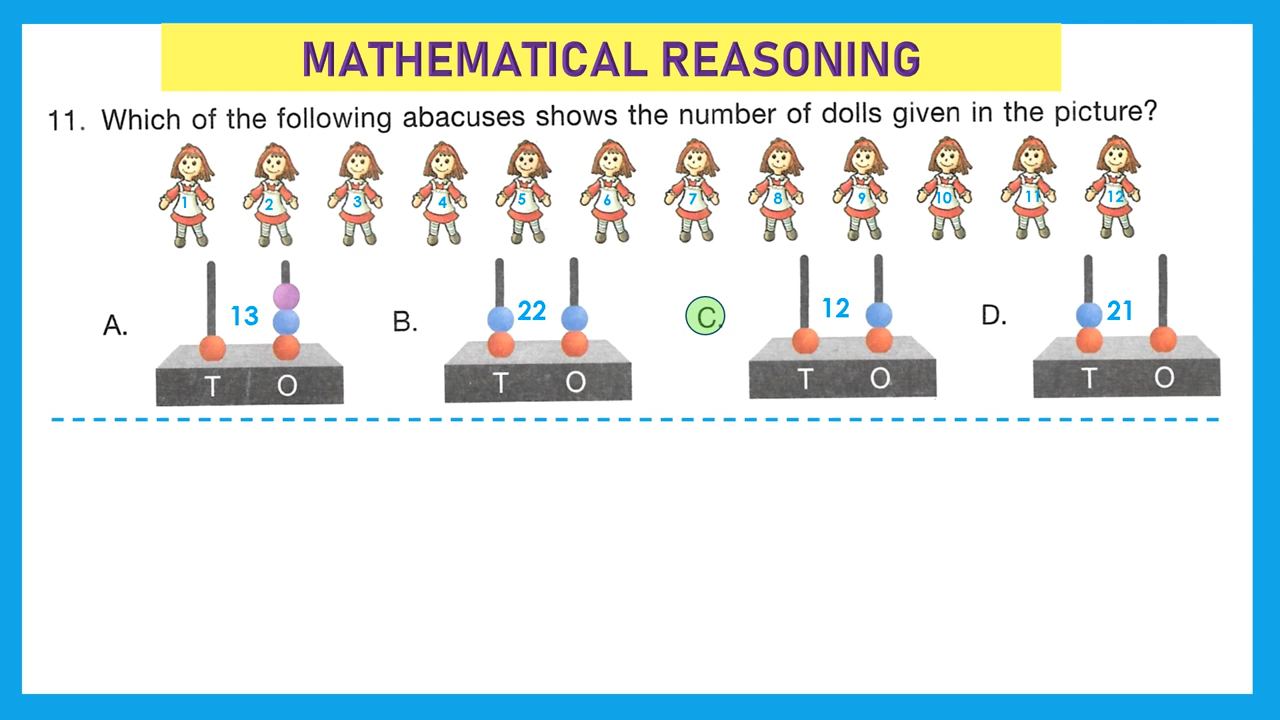 MATHEMATICAL REASONING
11. Which of the following abacuses shows the number of dolls given in the picture?
1 2 3 4 5 6 7 8 9 10 11 12
A. 13 B. 22 C. 12 D. 21
T O T O T O T O